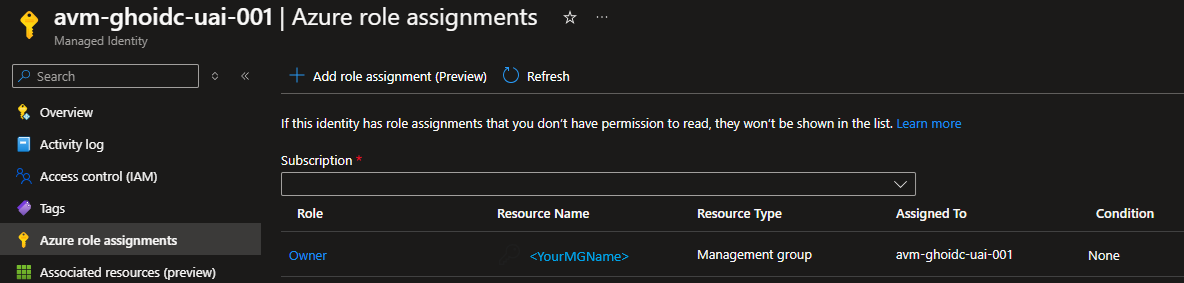 avm-ghoidc-uai-001 | Azure role assignments
Managed Identity
Search
Add role assignment (Preview) Refresh
Overview
Activity log
Access control (IAM)
Tags
Azure role assignments
Associated resources (preview)
If this identity has role assignments that you don't have permission to read, they won't be shown in the list. Learn more
Subscription *
Role Resource Name Resource Type Assigned To Condition
Owner <YourMGName> Management group avm-ghoidc-uai-001 None